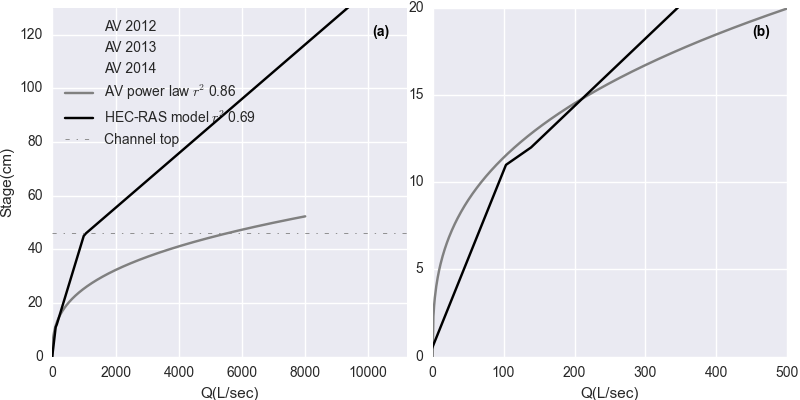 AV 2012
AV 2013
AV 2014
AV power law r² 0.86
HEC-RAS model r² 0.69
Channel top
(a)
120
100
80
60
40
20
0
Stage(cm)
0 2000 4000 6000 8000 10000
Q(L/sec)
(b)
20
15
10
5
0
0 100 200 300 400 500
Q(L/sec)